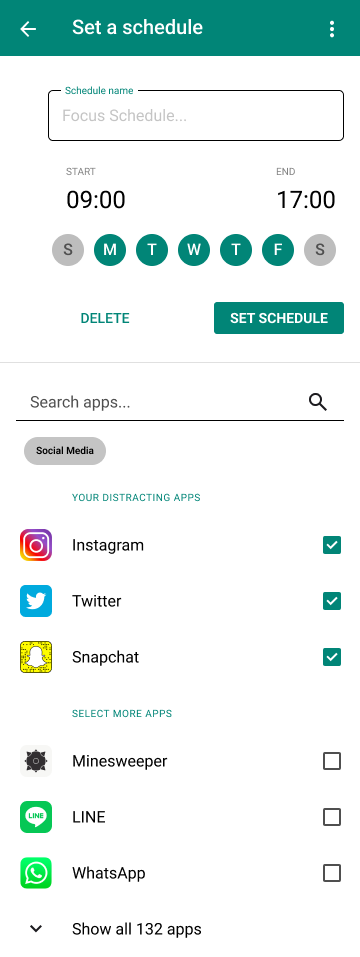 Set a schedule
Schedule name
Focus Schedule...
START END
09:00 17:00
S M T W T F S
DELETE SET SCHEDULE
Search apps...
Social Media
YOUR DISTRACTING APPS
Instagram
Twitter
Snapchat
SELECT MORE APPS
Minesweeper
LINE LINE
WhatsApp
Show all 132 apps